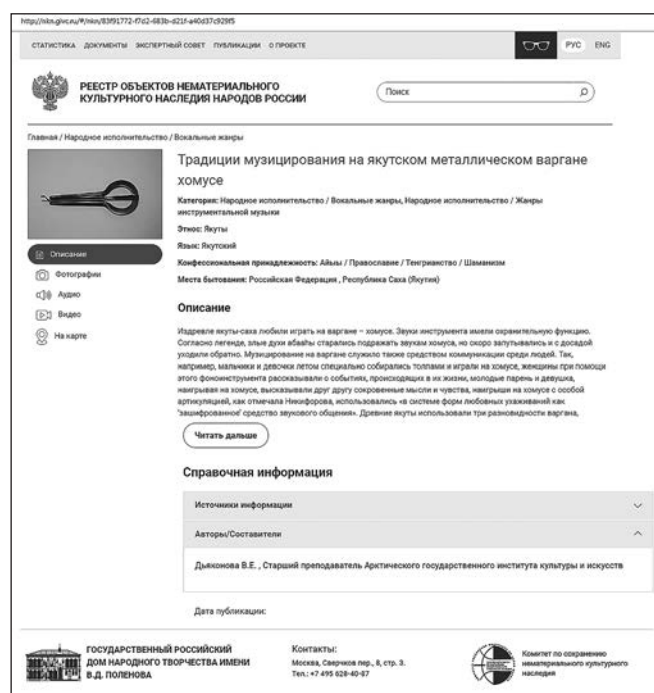 http://nkn.givc.ru/#/nkn/83f91772-f7d2-683b-d21f-a40d37c929f5
СТАТИСТИКА ДОКУМЕНТЫ ЭКСПЕРТНЫЙ СОВЕТ ПУБЛИКАЦИИ О ПРОЕКТЕ РУС ENG
РЕЕСТР ОБЪЕКТОВ НЕМАТЕРИАЛЬНОГО
КУЛЬТУРНОГО НАСЛЕДИЯ НАРОДОВ РОССИИ
Поиск
Главная / Народное исполнительство / Вокальные жанры
Традиции музицирования на якутском металлическом варгане
хомусе
Категория: Народное исполнительство / Вокальные жанры, Народное исполнительство / Жанры
инструментальной музыки
Этнос: Якуты
Язык: Якутский
Конфессиональная принадлежность: Айыы / Православие / Тенгрианство / Шаманизм
Места бытования: Российская Федерация , Республика Саха (Якутия)
Описание
Фотографии
Аудио
Видео
На карте
Описание
Издревле якуты-саха любили играть на варгане – хомусе. Звуки инструмента имели охранительную функцию.
Согласно легенде, злые духи абааһы старались подражать звукам хомуса, но скоро запутывались и с досадой
уходили обратно. Музицирование на варгане служило также средством коммуникации среди людей. Так,
например, мальчики и девочки летом специально собирались толпами и играли на хомусе, женщины при помощи
этого фоноинструмента рассказывали о событиях, происходящих в их жизни, молодые парень и девушка,
наигрывая на хомусе, высказывали друг другу сокровенные мысли и чувства, наигрыши на хомусе с особой
артикуляцией, как отмечала Никифорова, использовались «в системе форм любовных ухаживаний как
"зашифрованное" средство звукового общения». Древние якуты использовали три разновидности варгана,
Читать дальше
Справочная информация
Источники информации
Авторы/Составители
Дьяконова В.Е. , Старший преподаватель Арктического государственного института культуры и искусств
Дата публикации:
ГОСУДАРСТВЕННЫЙ РОССИЙСКИЙ
ДОМ НАРОДНОГО ТВОРЧЕСТВА ИМЕНИ
В.Д. ПОЛЕНОВА
Контакты:
Москва, Сверчков пер., 8, стр. 3.
Тел.: +7 495 628-40-87
Комитет по сохранению
нематериального культурного
наследия